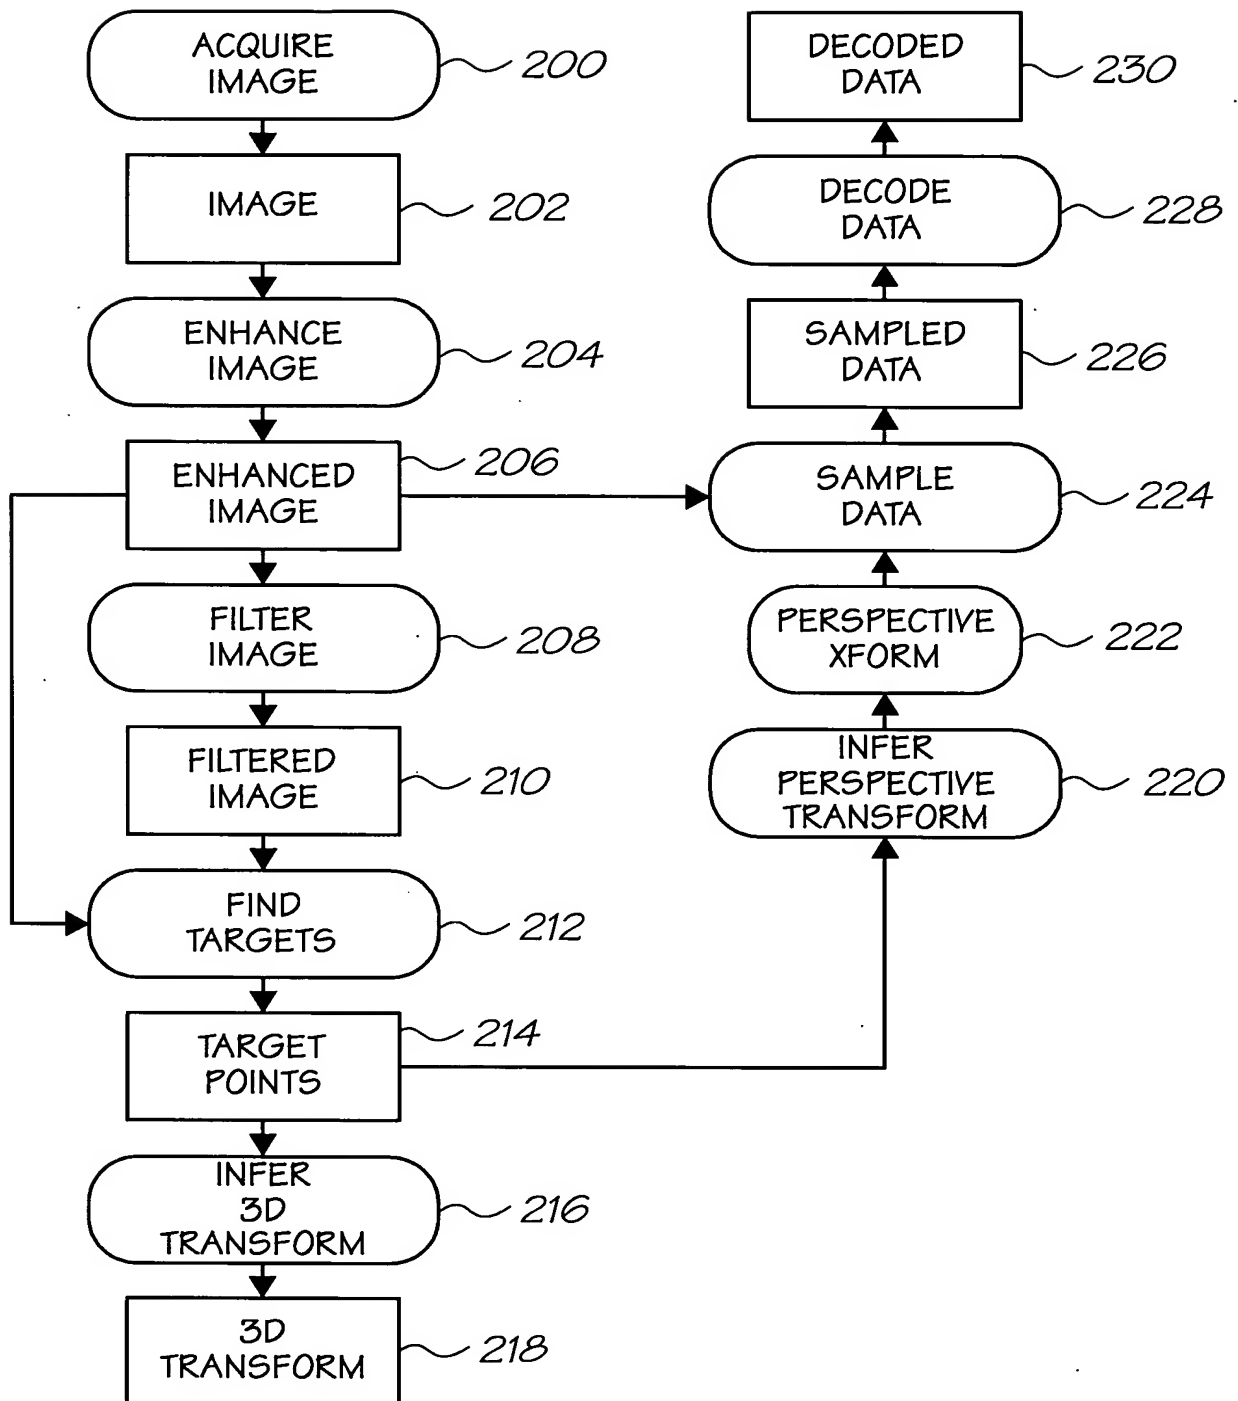 ACQUIRE
IMAGE
200
IMAGE
202
ENHANCE
IMAGE
204
ENHANCED
IMAGE
206
FILTER
IMAGE
208
FILTERED
IMAGE
210
FIND
TARGETS
212
TARGET
POINTS
214
INFER
3D
TRANSFORM
216
3D
TRANSFORM
218
DECODED
DATA
230
DECODE
DATA
228
SAMPLED
DATA
226
SAMPLE
DATA
224
PERSPECTIVE
XFORM
222
INFER
PERSPECTIVE
TRANSFORM
220